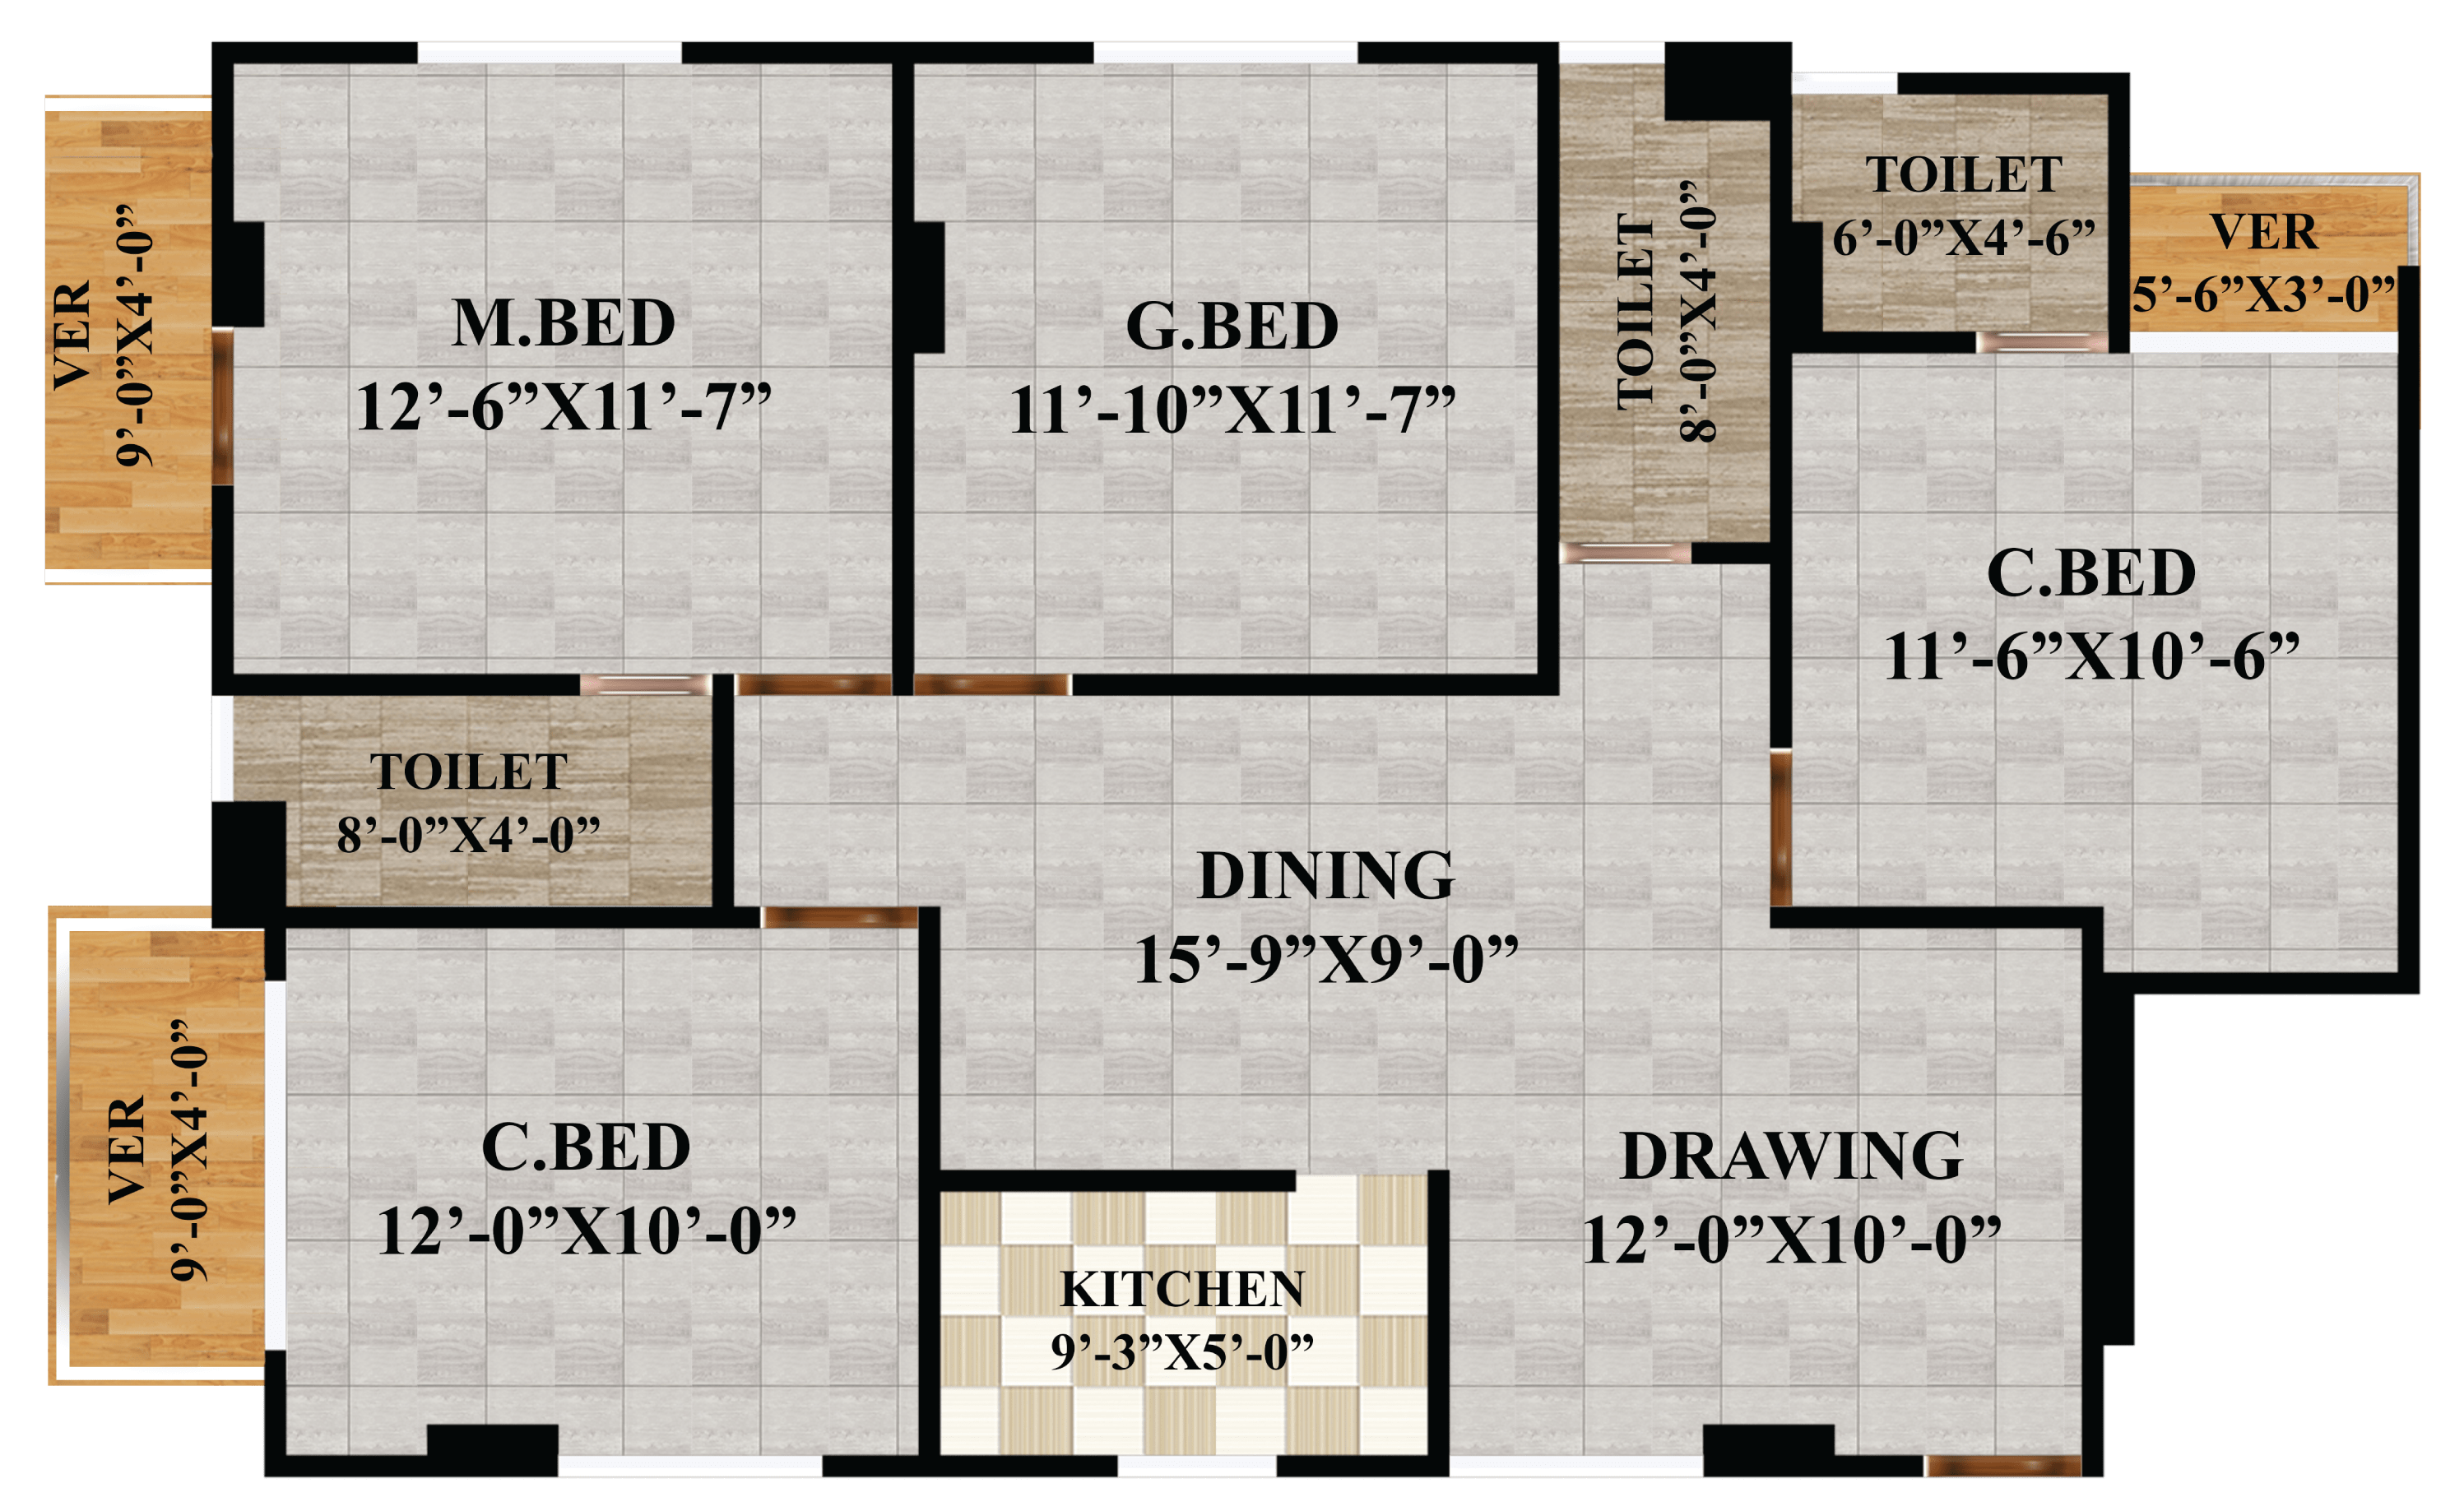 M.BED
12’-6”X11’-7”
G.BED
11’-10”X11’-7”
TOILET
8’-0”X4’-0”
TOILET
6’-0”X4’-6”
VER
5’-6”X3’-0”
VER
9’-0”X4’-0”
C.BED
11’-6”X10’-6”
TOILET
8’-0”X4’-0”
DINING
15’-9”X9’-0”
VER
9’-0”X4’-0”
C.BED
12’-0”X10’-0”
DRAWING
12’-0”X10’-0”
KITCHEN
9’-3”X5’-0”